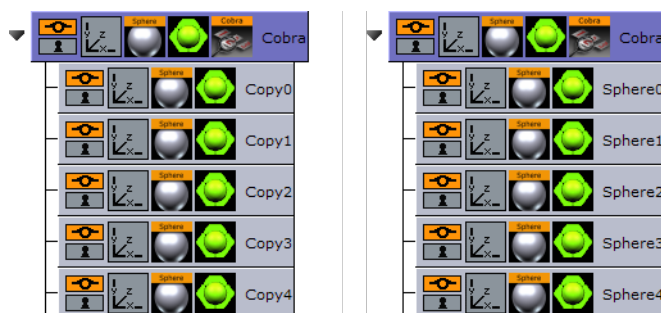 Sphere Cobra Cobra
Sphere Copy0
Sphere Copy1
Sphere Copy2
Sphere Copy3
Sphere Copy4
Sphere Cobra Cobra
Sphere Sphere0
Sphere Sphere1
Sphere Sphere2
Sphere Sphere3
Sphere Sphere4